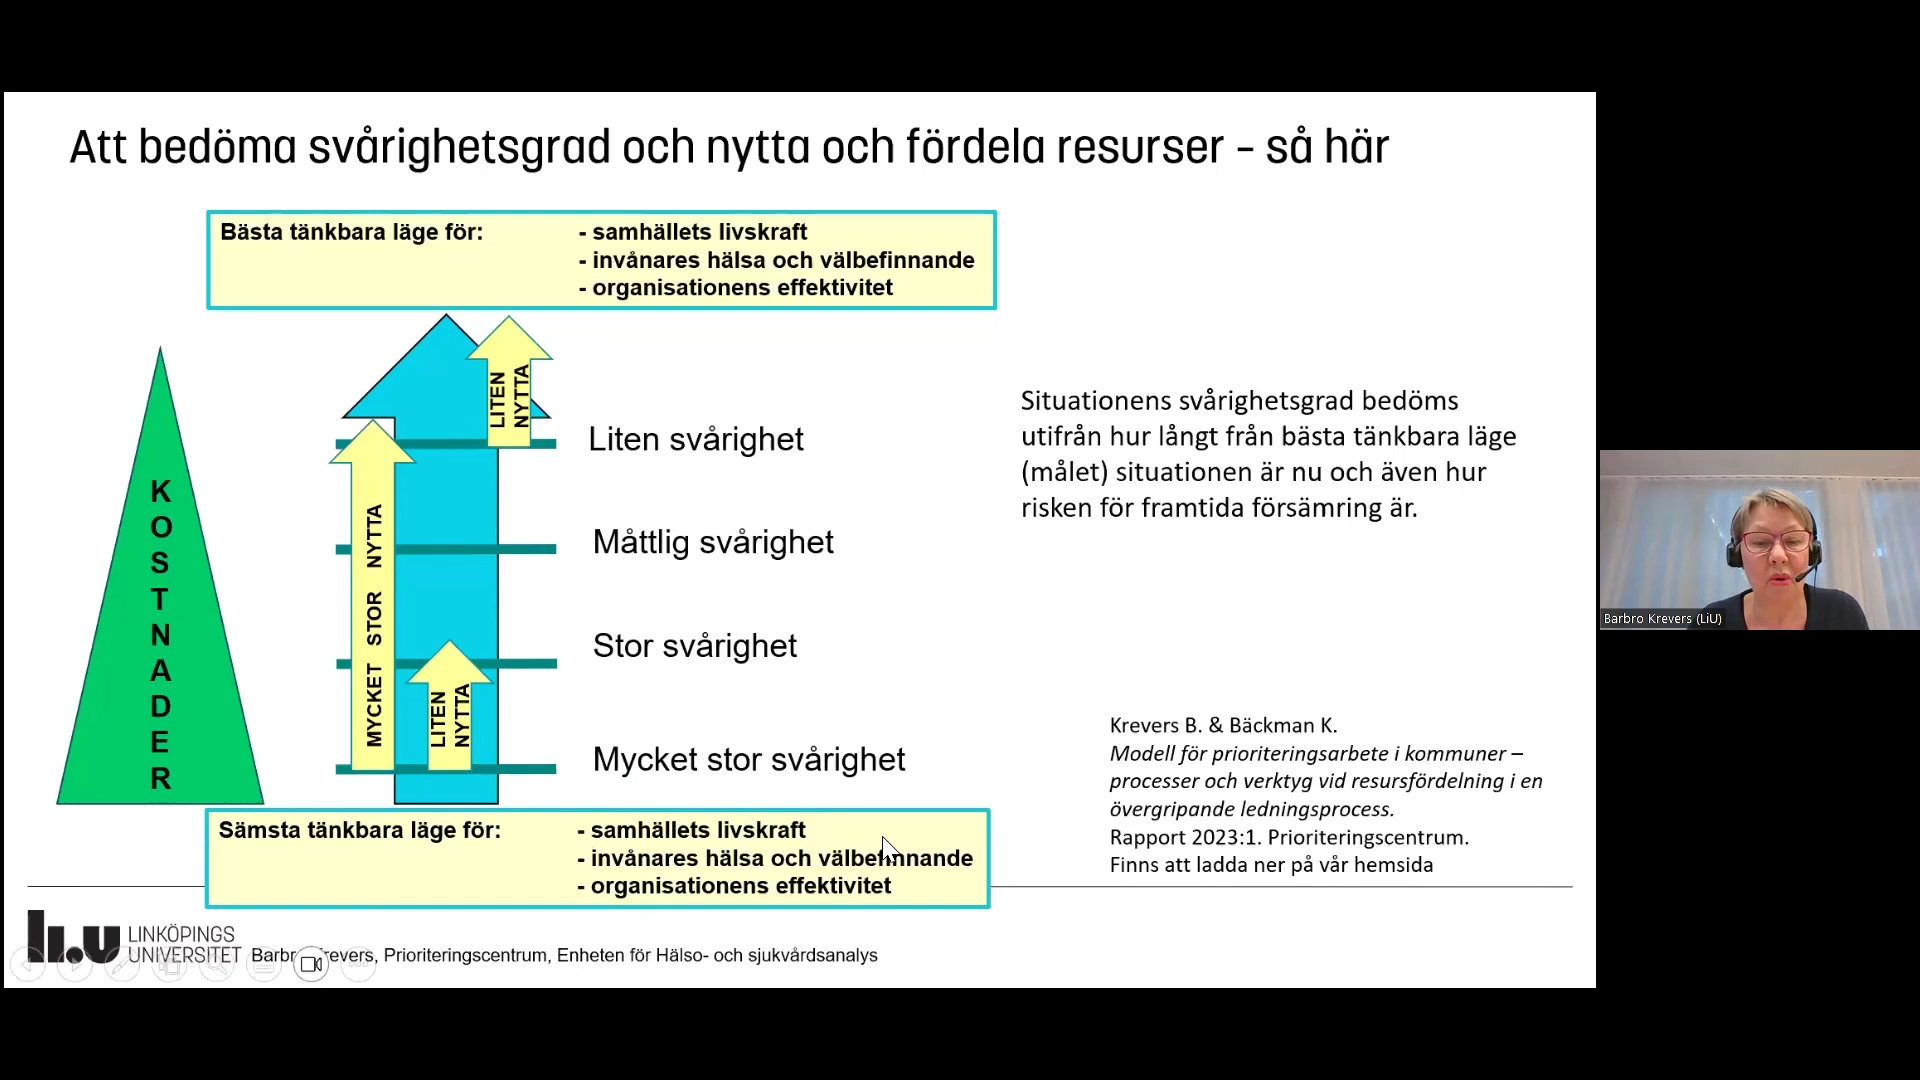 Att bedöma svårighetsgrad och nytta och fördela resurser – så här
Bästa tänkbara läge för:
- samhällets livskraft
- invånares hälsa och välbefinnande
- organisationens effektivitet
KOSTNADER
MYCKET STOR NYTTA
LITEN
NYTTA
LITEN
NYTTA
Liten svårighet
Måttlig svårighet
Stor svårighet
Mycket stor svårighet
Situationens svårighetsgrad bedöms
utifrån hur långt från bästa tänkbara läge
(målet) situationen är nu och även hur
risken för framtida försämring är.
Krevers B. & Bäckman K.
Modell för prioriteringsarbete i kommuner –
processer och verktyg vid resursfördelning i en
övergripande ledningsprocess.
Rapport 2023:1. Prioriteringscentrum.
Finns att ladda ner på vår hemsida
Sämsta tänkbara läge för:
- samhällets livskraft
- invånares hälsa och välbefinnande
- organisationens effektivitet
LINKÖPINGS
UNIVERSITET
Barbro Krevers, Prioriteringscentrum, Enheten för Hälso- och sjukvårdsanalys
Barbro Krevers (LiU)